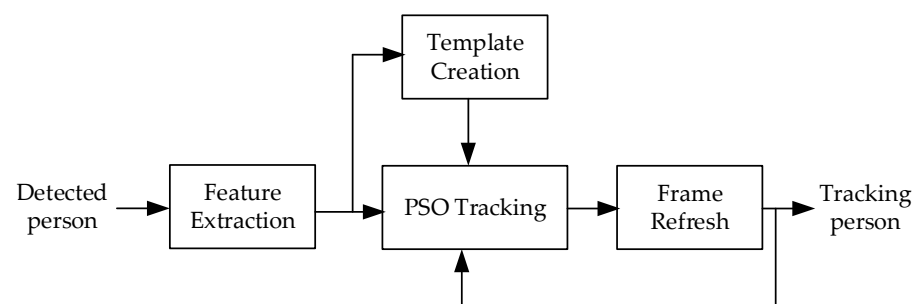 Template
Creation
Detected
person
Feature
Extraction
PSO Tracking
Frame
Refresh
Tracking
person